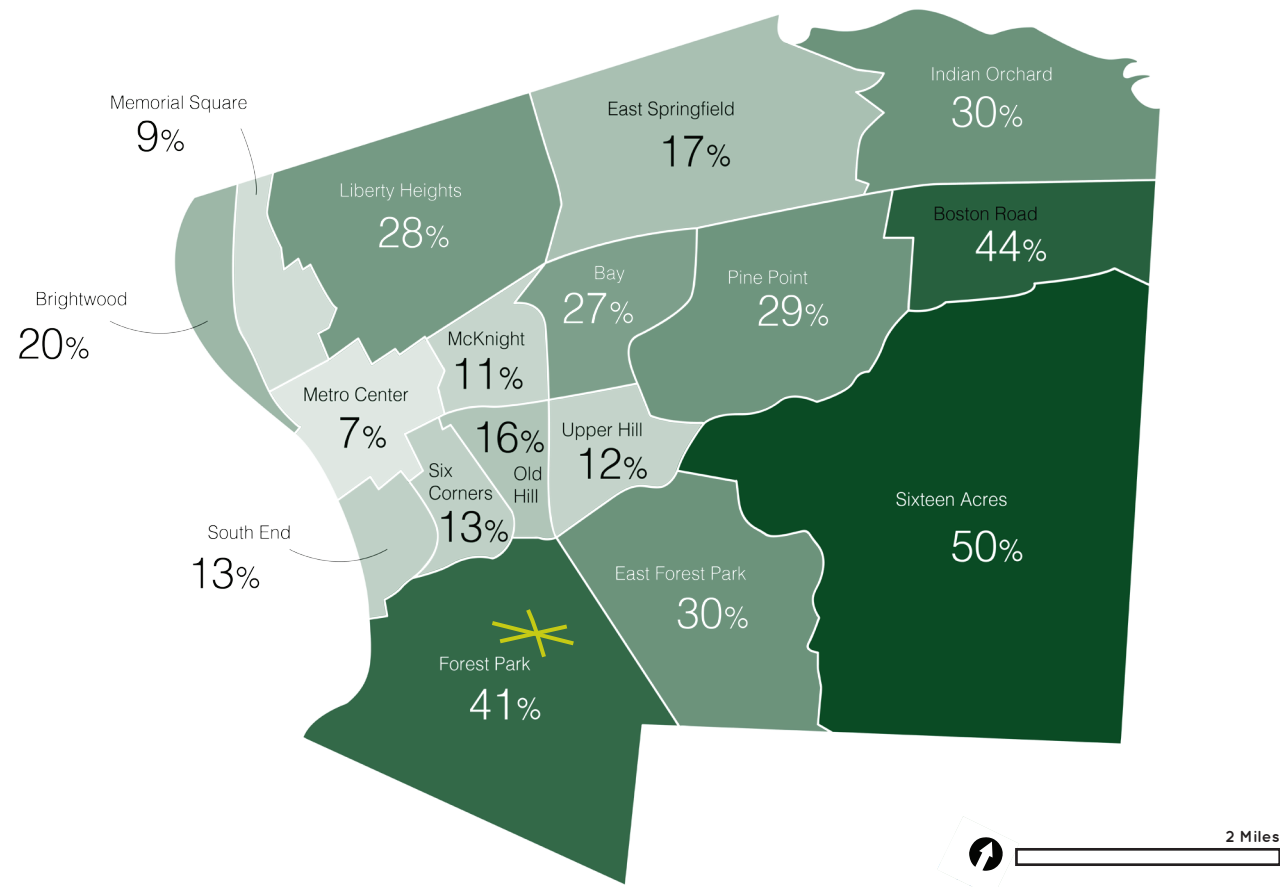 Indian Orchard
30%
Memorial Square
9%
East Springfield
17%
Liberty Heights
28%
Boston Road
44%
Bay
27%
Pine Point
29%
Brightwood
20%
McKnight
11%
Metro Center
7%
16%
Old
Hill
Upper Hill
12%
Six
Corners
13%
Sixteen Acres
50%
South End
13%
East Forest Park
30%
Forest Park
41%
2 Miles